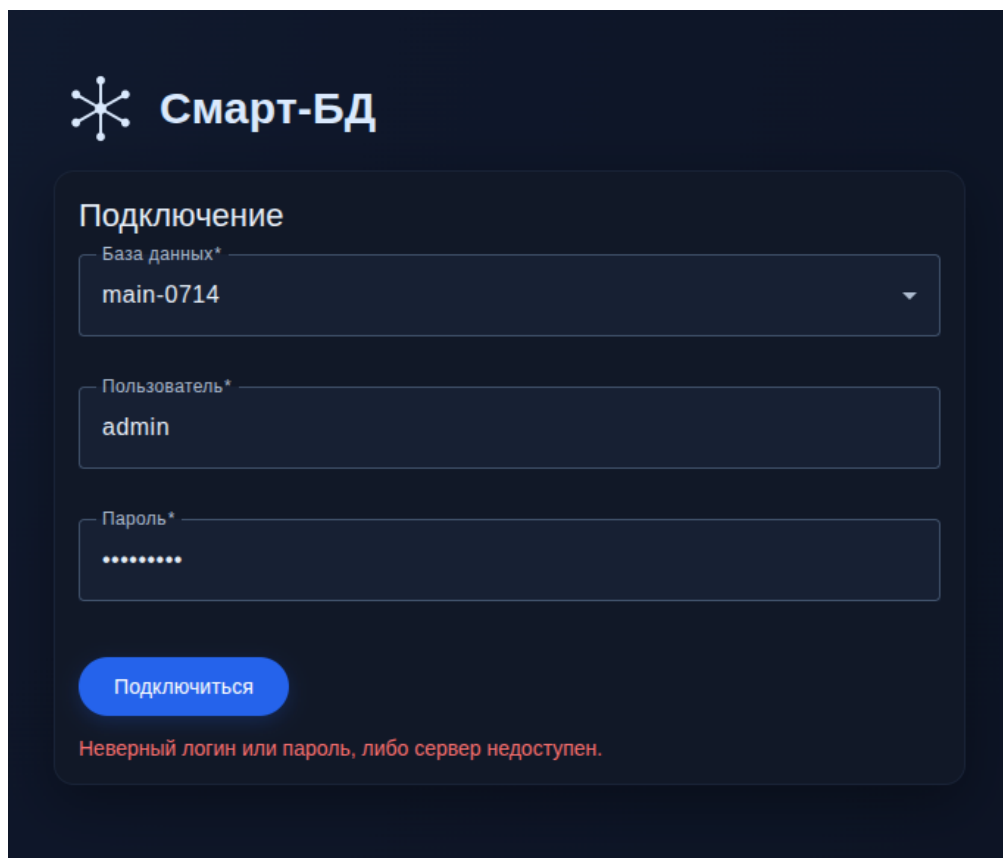 Смарт-БД
Подключение
База данных*
main-0714
Пользователь*
admin
Пароль*
•••••••••
Подключиться
Неверный логин или пароль, либо сервер недоступен.